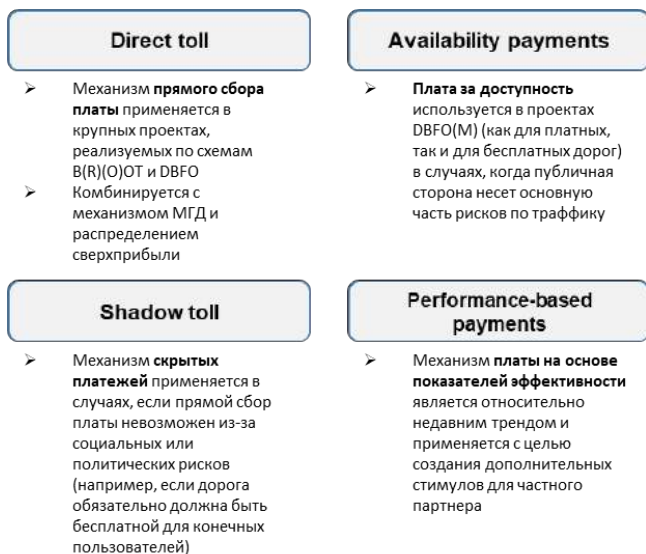 Direct toll
➢ Механизм прямого сбора
платы применяется в
крупных проектах,
реализуемых по схемам
B(R)(O)OT и DBFO
➢ Комбинируется с
механизмом МГД и
распределением
сверхприбыли
Availability payments
➢ Плата за доступность
используется в проектах
DBFO(M) (как для платных,
так и для бесплатных дорог)
в случаях, когда публичная
сторона несет основную
часть рисков по траффику
Shadow toll
➢ Механизм скрытых
платежей применяется в
случаях, если прямой сбор
платы невозможен из-за
социальных или
политических рисков
(например, если дорога
обязательно должна быть
бесплатной для конечных
пользователей)
Performance-based
payments
➢ Механизм платы на основе
показателей эффективности
является относительно
недавним трендом и
применяется с целью
создания дополнительных
стимулов для частного
партнера